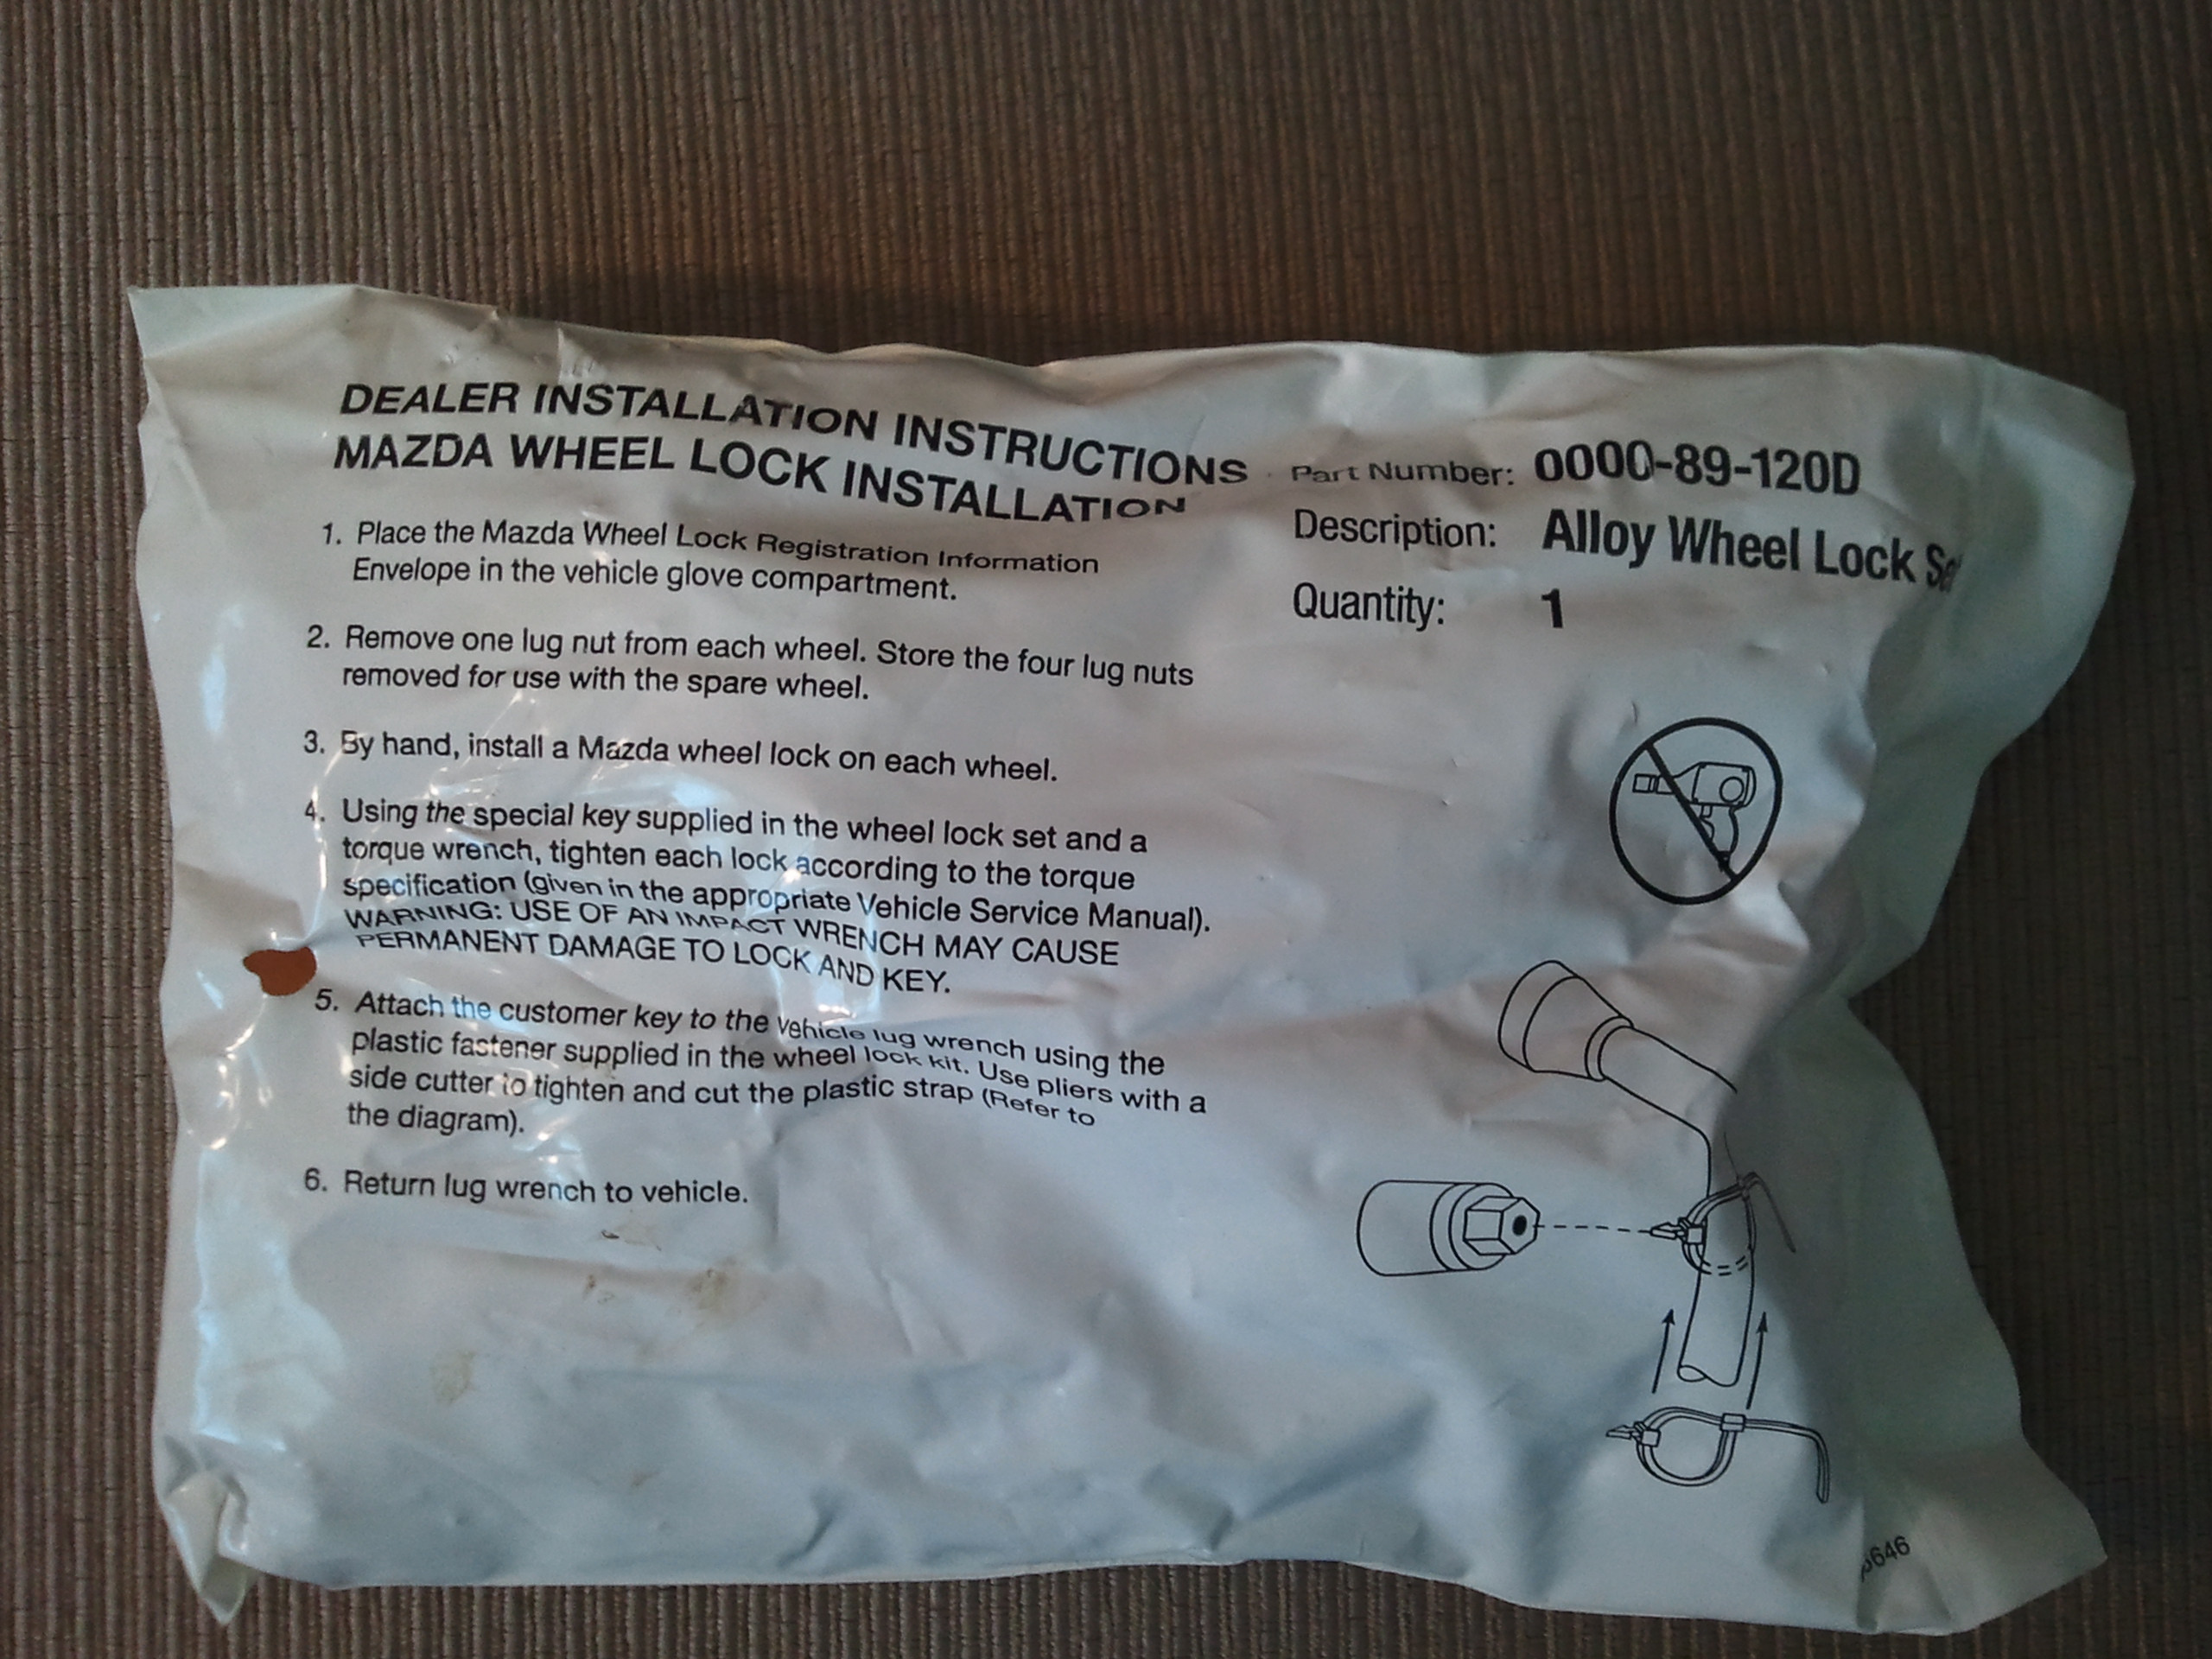 DEALER INSTALLATION INSTRUCTIONS
MAZDA WHEEL LOCK INSTALLATION
1. Place the Mazda Wheel Lock Registration Information
Envelope in the vehicle glove compartment.
2. Remove one lug nut from each wheel. Store the four lug nuts
removed for use with the spare wheel.
3. By hand, install a Mazda wheel lock on each wheel.
4. Using the special key supplied in the wheel lock set and a
torque wrench, tighten each lock according to the torque
specification (given in the appropriate Vehicle Service Manual).
WARNING: USE OF AN IMPACT WRENCH MAY CAUSE
PERMANENT DAMAGE TO LOCK AND KEY.
5. Attach the customer key to the vehicle lug wrench using the
plastic fastener supplied in the wheel lock kit. Use pliers with a
side cutter to tighten and cut the plastic strap (Refer to
the diagram).
6. Return lug wrench to vehicle.
Part Number: 0000-89-120D
Description: Alloy Wheel Lock
Quantity: 1